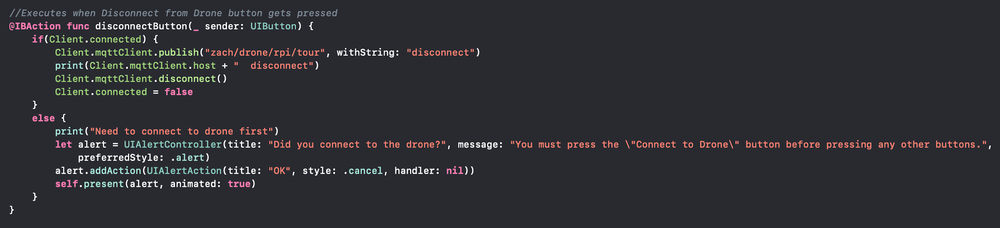 //Executes when Disconnect from Drone button gets pressed
@IBAction func disconnectButton(_ sender: UIButton) {
    if(Client.connected) {
        Client.mqttClient.publish("zach/drone/rpi/tour", withString: "disconnect")
        print(Client.mqttClient.host + "  disconnect")
        Client.mqttClient.disconnect()
        Client.connected = false
    }
    else {
        print("Need to connect to drone first")
        let alert = UIAlertController(title: "Did you connect to the drone?", message: "You must press the \"Connect to Drone\" button before pressing any other buttons.",
            preferredStyle: .alert)
        alert.addAction(UIAlertAction(title: "OK", style: .cancel, handler: nil))
        self.present(alert, animated: true)
    }
}